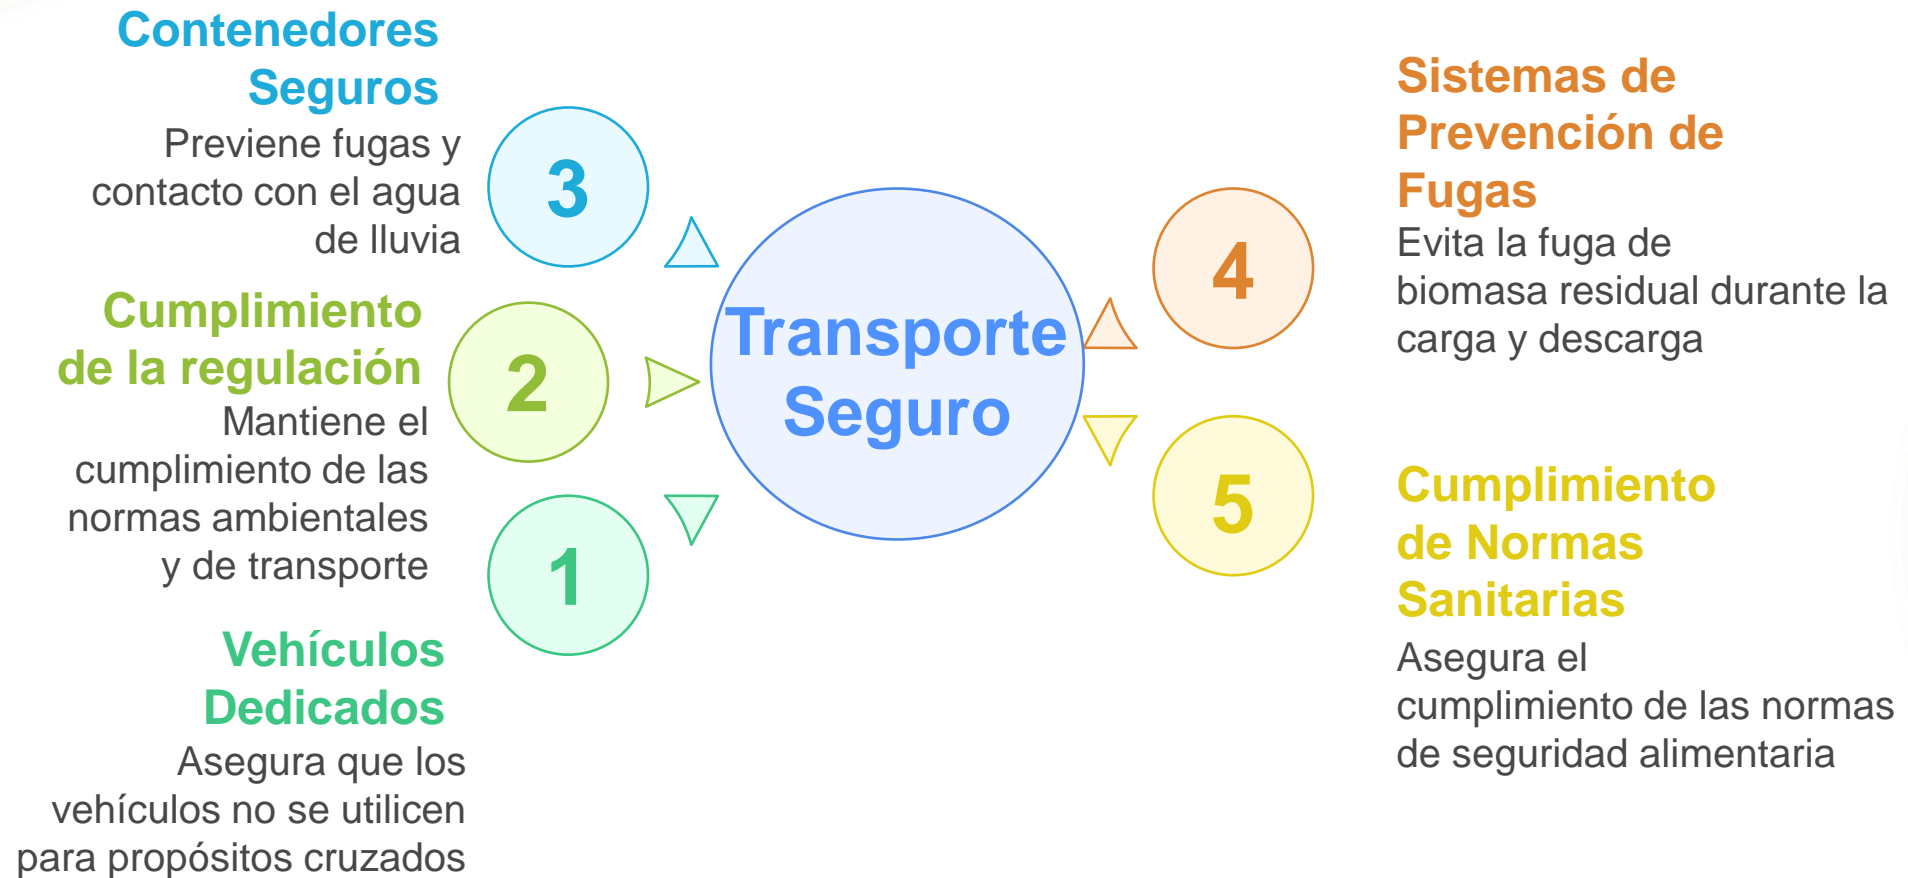 Contenedores
Seguros
Previene fugas y
contacto con el agua
de lluvia
3
Cumplimiento
de la regulación
Mantiene el
cumplimiento de las
normas ambientales
y de transporte
2
Vehículos
Dedicados
Asegura que los
vehículos no se utilicen
para propósitos cruzados
1
Transporte
Seguro
4
Sistemas de
Prevención de
Fugas
Evita la fuga de
biomasa residual durante la
carga y descarga
5
Cumplimiento
de Normas
Sanitarias
Asegura el
cumplimiento de las normas
de seguridad alimentaria